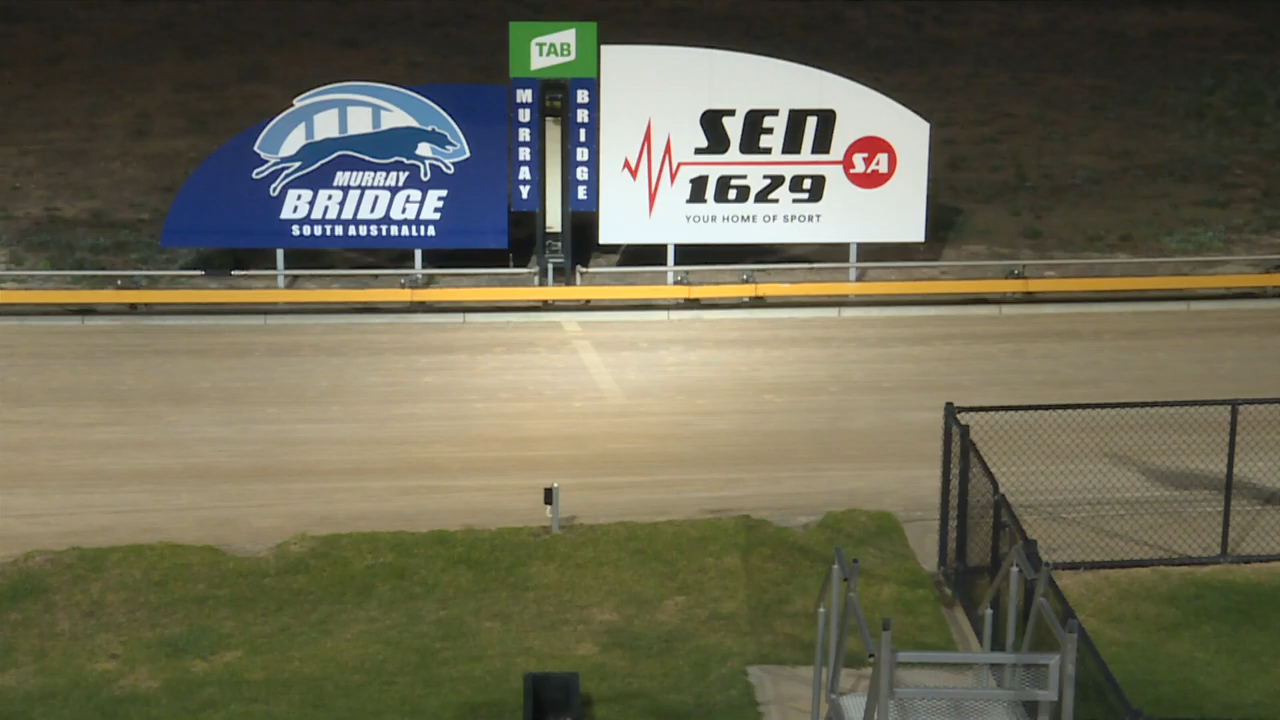 TAB
MURRAY
BRIDGE
MURRAY
BRIDGE
SOUTH AUSTRALIA
SEN
SA
1629
YOUR HOME OF SPORT